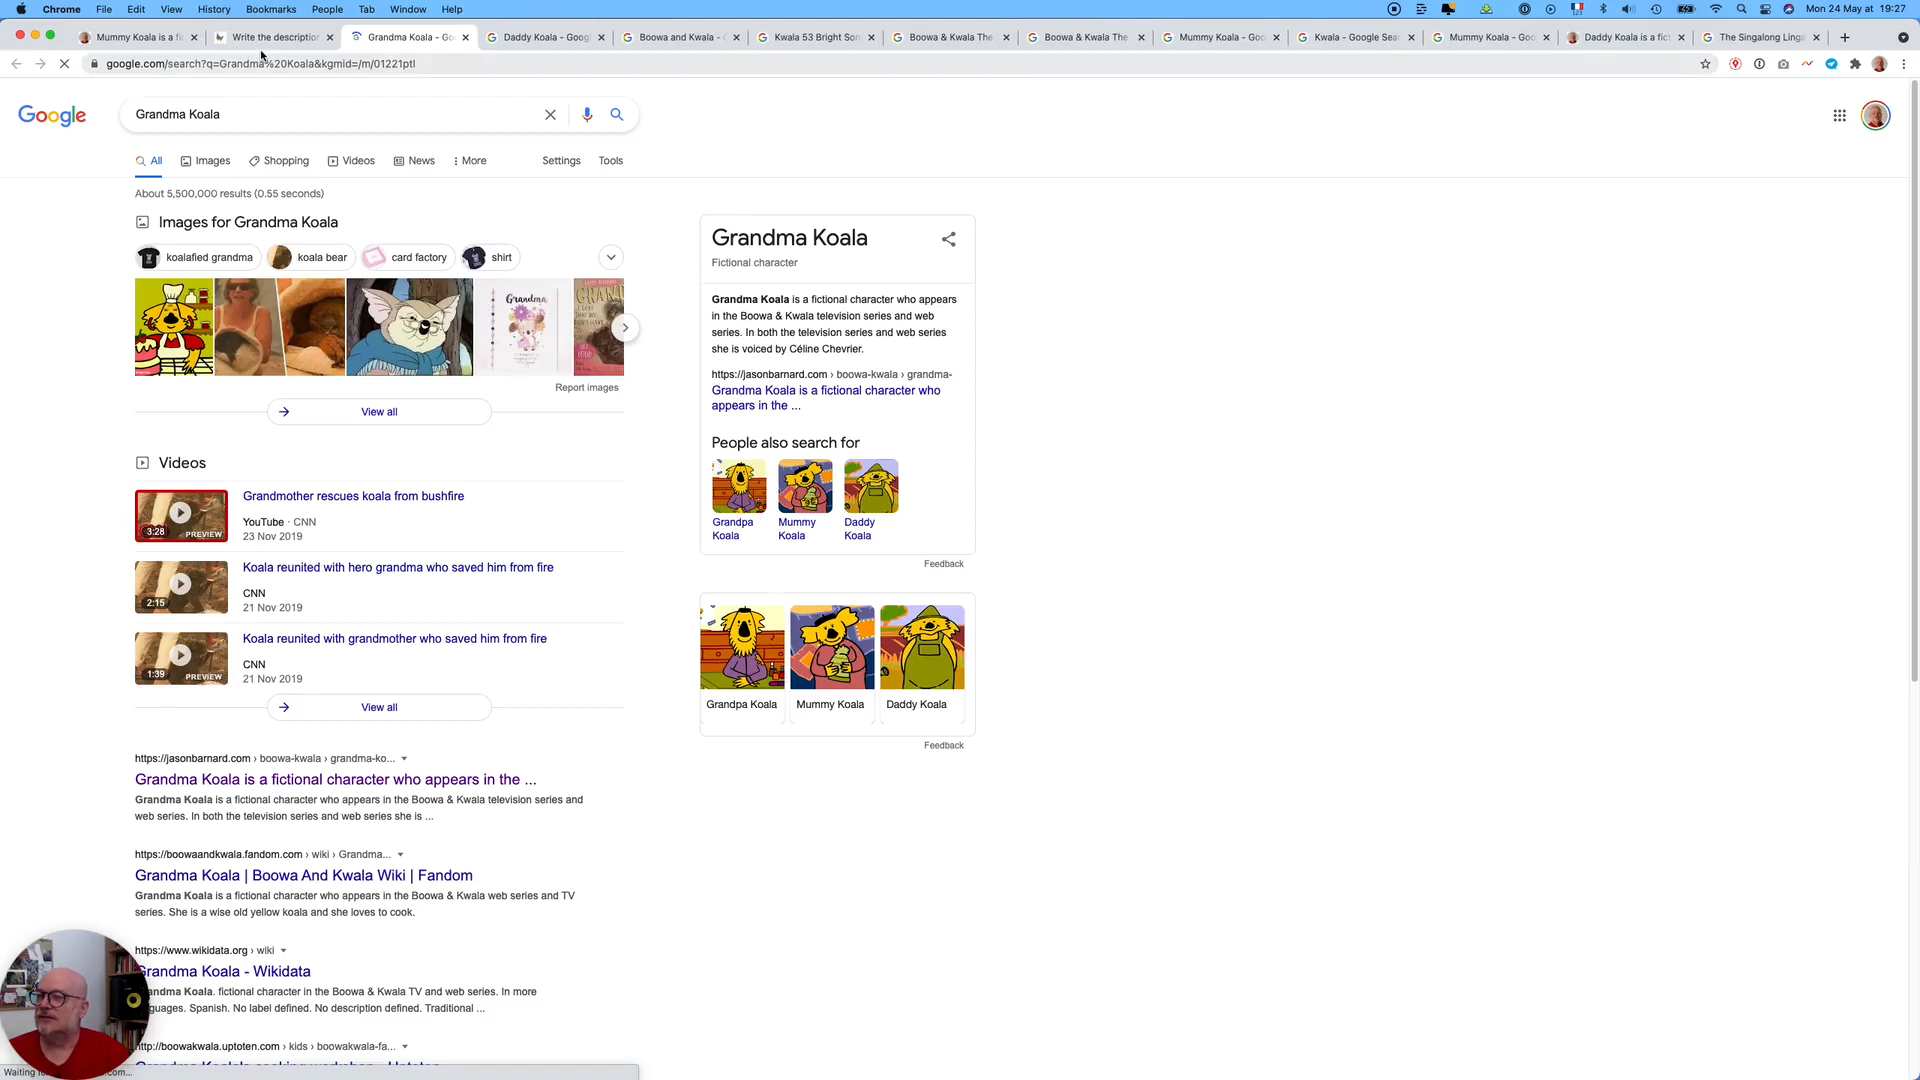 Chrome File Edit View History Bookmarks People Tab Window Help Mon 24 May at 19:27
Mummy Koala is a fic Write the description Grandma Koala - Go Daddy Koala - Googl Boowa and Kwala - Kwala 53 Bright Son Boowa & Kwala The Boowa & Kwala The Mummy Koala - Goo Kwala - Google Sear Mummy Koala - Goo Daddy Koala is a fict The Singalong Linga
google.com/search?q=Grandma%20Koala&kgmid=/m/01221ptl
Google
Grandma Koala
All Images Shopping Videos News More Settings Tools
About 5,500,000 results (0.55 seconds)
Images for Grandma Koala
koalafied grandma koala bear card factory shirt
Grandma
Report images
View all
Videos
Grandmother rescues koala from bushfire
YouTube · CNN
23 Nov 2019
3:28 PREVIEW
Koala reunited with hero grandma who saved him from fire
CNN
21 Nov 2019
2:15
Koala reunited with grandmother who saved him from fire
CNN
21 Nov 2019
1:39 PREVIEW
View all
https://jasonbarnard.com › boowa-kwala › grandma-ko...
Grandma Koala is a fictional character who appears in the ...
Grandma Koala is a fictional character who appears in the Boowa & Kwala television series and
web series. In both the television series and web series she is ...
https://boowaandkwala.fandom.com › wiki › Grandma...
Grandma Koala | Boowa And Kwala Wiki | Fandom
Grandma Koala is a fictional character who appears in the Boowa & Kwala web series and TV
series. She is a wise old yellow koala and she loves to cook.
https://www.wikidata.org › wiki
Grandma Koala - Wikidata
Koala. fictional character in the Boowa & Kwala TV and web series. In more
Spanish. No label defined. No description defined. Traditional ...
http://boowakwala.uptoten.com › kids › boowakwala-fa...
Waiting
Grandma Koala
Fictional character
Grandma Koala is a fictional character who appears
in the Boowa & Kwala television series and web
series. In both the television series and web series
she is voiced by Céline Chevrier.
https://jasonbarnard.com › boowa-kwala › grandma-
Grandma Koala is a fictional character who
appears in the ...
People also search for
Grandpa Koala
Mummy Koala
Daddy Koala
Feedback
Grandpa Koala Mummy Koala Daddy Koala
Feedback